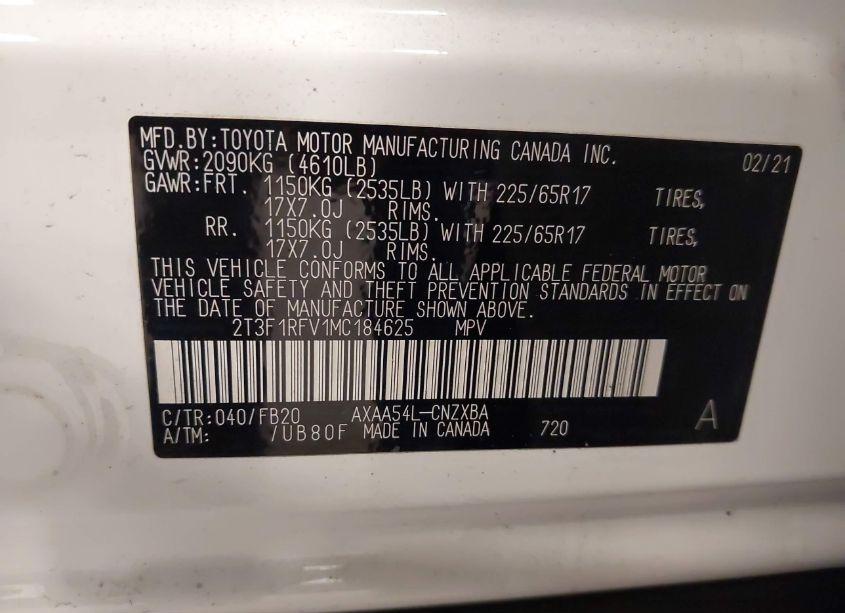 MFD.BY:TOYOTA MOTOR MANUFACTURING CANADA INC. 02/21
GVWR:2090KG (4610LB)
GAWR:FRT. 1150KG (2535LB) WITH 225/65R17 TIRES,
17X7.0J RIMS.
RR. 1150KG (2535LB) WITH 225/65R17 TIRES,
17X7.0J RIMS.
THIS VEHICLE CONFORMS TO ALL APPLICABLE FEDERAL MOTOR
VEHICLE SAFETY AND THEFT PREVENTION STANDARDS IN EFFECT ON
THE DATE OF MANUFACTURE SHOWN ABOVE.
2T3F1RFV1MC184625 MPV
C/TR:040/FB20 AXAA54L-CNZXBA A
A/TM: /UB80F MADE IN CANADA 720